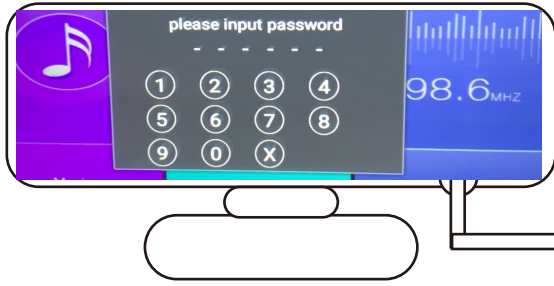 please input password
- - - - - -
1 2 3 4
98.6MHZ
5 6 7 8
9 0 X